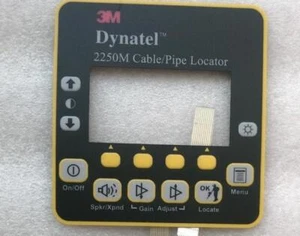 3M
Dynatel™
2250M Cable/Pipe Locator
On/Off
Spkr/Xpnd
Gain Adjust
OK
Locate
Menu